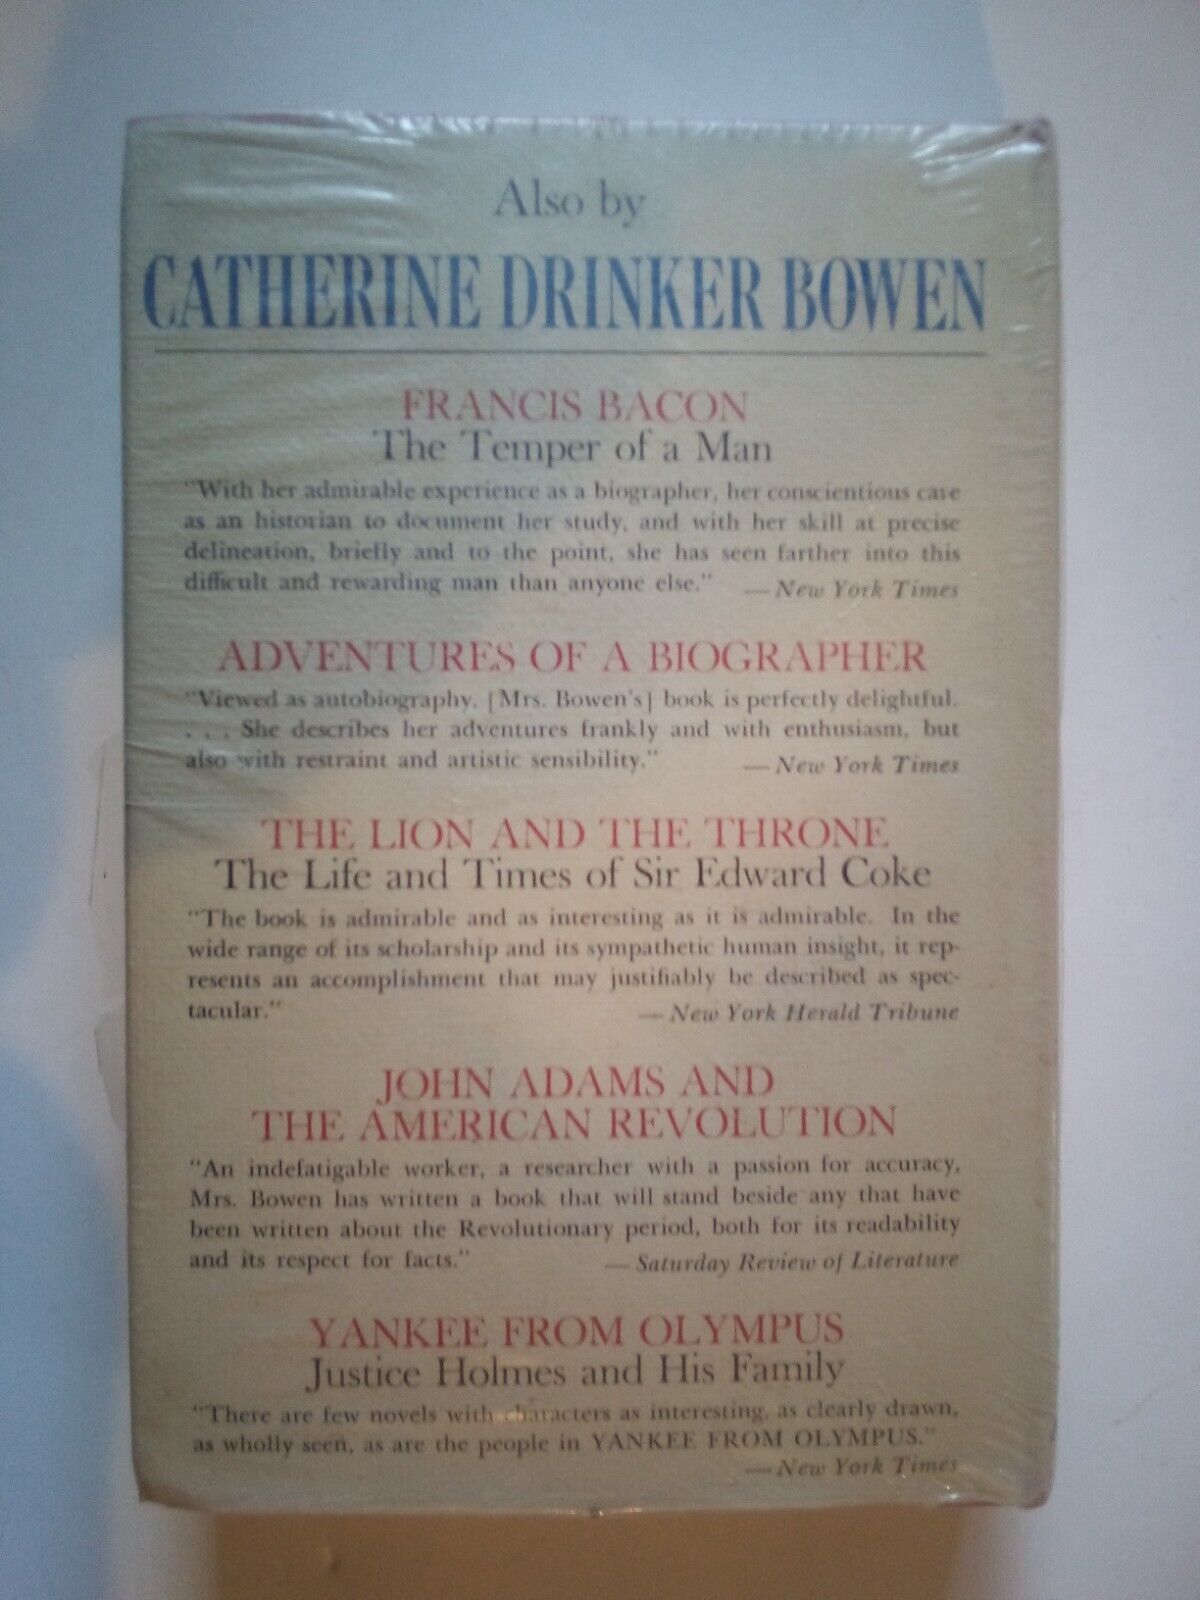 Also by
CATHERINE DRINKER BOWEN
FRANCIS BACON
The Temper of a Man
"With her admirable experience as a biographer, her conscientious care
as an historian to document her study, and with her skill at precise
delineation, briefly and to the point, she has seen farther into this
difficult and rewarding man than anyone else."
—New York Times
ADVENTURES OF A BIOGRAPHER
"Viewed as autobiography, [Mrs. Bowen's] book is perfectly delightful.
. . . She describes her adventures frankly and with enthusiasm, but
also with restraint and artistic sensibility."
—New York Times
THE LION AND THE THRONE
The Life and Times of Sir Edward Coke
"The book is admirable and as interesting as it is admirable. In the
wide range of its scholarship and its sympathetic human insight, it rep-
resents an accomplishment that may justifiably be described as spec-
tacular."
—New York Herald Tribune
JOHN ADAMS AND
THE AMERICAN REVOLUTION
"An indefatigable worker, a researcher with a passion for accuracy,
Mrs. Bowen has written a book that will stand beside any that have
been written about the Revolutionary period, both for its readability
and its respect for facts."
—Saturday Review of Literature
YANKEE FROM OLYMPUS
Justice Holmes and His Family
"There are few novels with characters as interesting, as clearly drawn,
as wholly seen, as are the people in YANKEE FROM OLYMPUS."
—New York Times